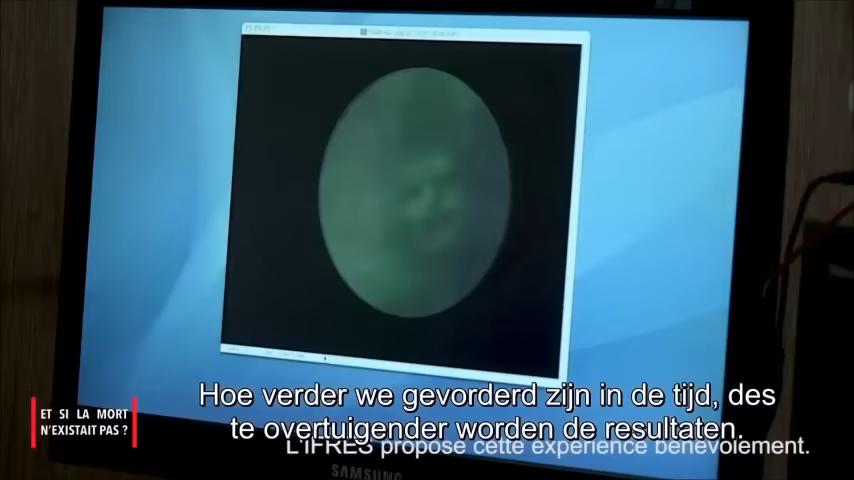 Hoe verder we gevorderd zijn in de tijd, des
te overtuigender worden de resultaten.
L'IFRES propose cette expérience bénévolement.
ET SI LA MORT
N'EXISTAIT PAS ?
SAMSUNG